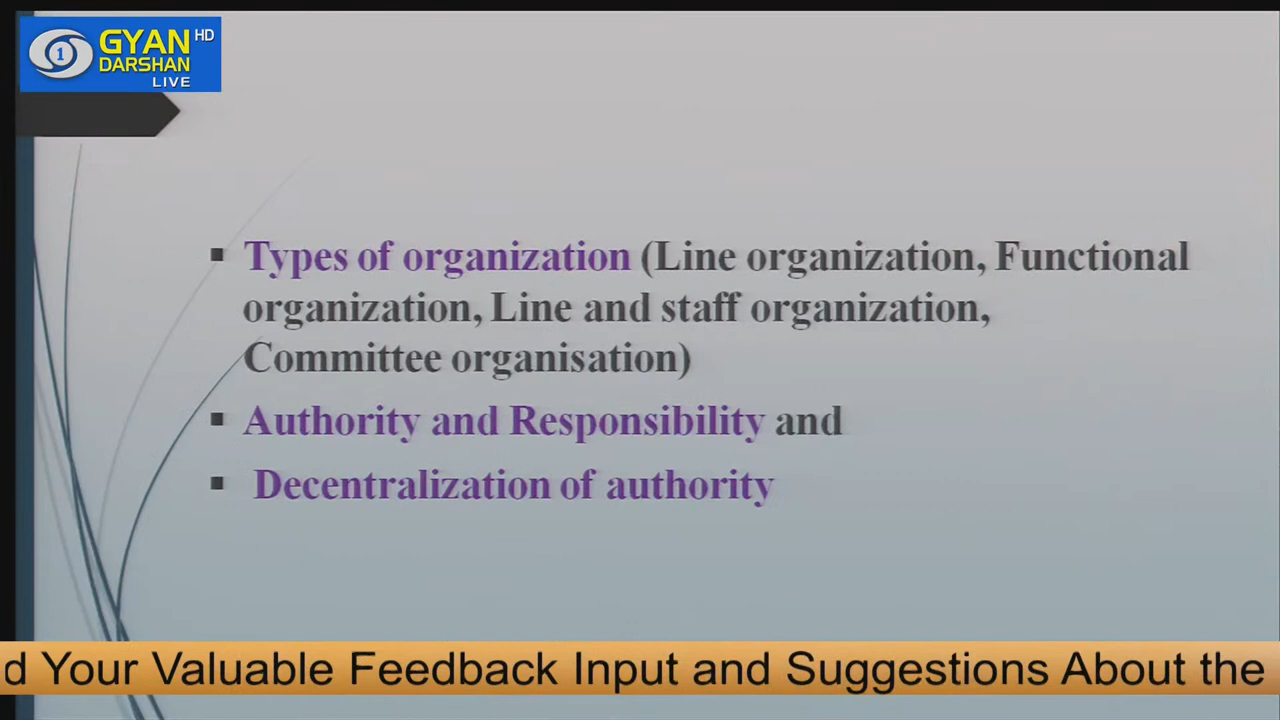 GYAN HD
DARSHAN
LIVE
1
▪ Types of organization (Line organization, Functional
organization, Line and staff organization,
Committee organisation)
▪ Authority and Responsibility and
▪ Decentralization of authority
d Your Valuable Feedback Input and Suggestions About the